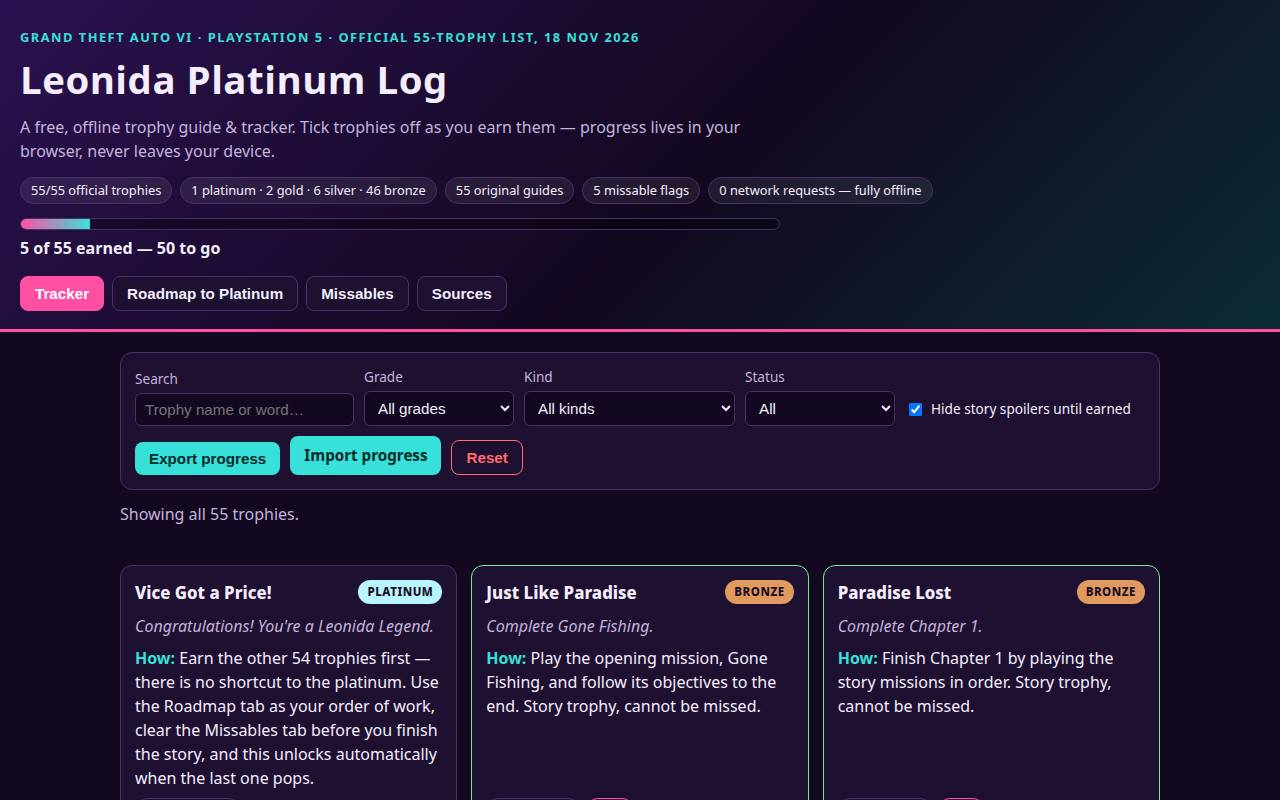 GRAND THEFT AUTO VI · PLAYSTATION 5 · OFFICIAL 55-TROPHY LIST, 18 NOV 2026
Leonida Platinum Log
A free, offline trophy guide & tracker. Tick trophies off as you earn them — progress lives in your
browser, never leaves your device.
55/55 official trophies
1 platinum · 2 gold · 6 silver · 46 bronze
55 original guides
5 missable flags
0 network requests — fully offline
5 of 55 earned — 50 to go
Tracker
Roadmap to Platinum
Missables
Sources
Search
Grade
Kind
Status
Trophy name or word…
All grades
All kinds
All
Hide story spoilers until earned
Export progress
Import progress
Reset
Showing all 55 trophies.
Vice Got a Price!
PLATINUM
Congratulations! You're a Leonida Legend.
How: Earn the other 54 trophies first —
there is no shortcut to the platinum. Use
the Roadmap tab as your order of work,
clear the Missables tab before you finish
the story, and this unlocks automatically
when the last one pops.
Just Like Paradise
BRONZE
Complete Gone Fishing.
How: Play the opening mission, Gone
Fishing, and follow its objectives to the
end. Story trophy, cannot be missed.
Paradise Lost
BRONZE
Complete Chapter 1.
How: Finish Chapter 1 by playing the
story missions in order. Story trophy,
cannot be missed.